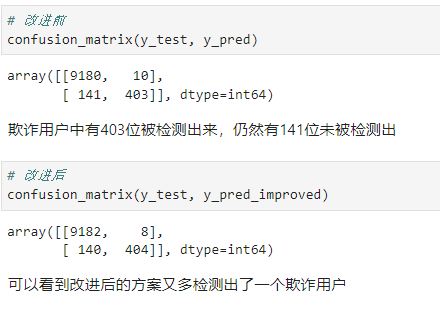 # 改进前
confusion_matrix(y_test, y_pred)
array([[9180,   10],
       [ 141,  403]], dtype=int64)
欺诈用户中有403位被检测出来，仍然有141位未被检测出
# 改进后
confusion_matrix(y_test, y_pred_improved)
array([[9182,    8],
       [ 140,  404]], dtype=int64)
可以看到改进后的方案又多检测出了一个欺诈用户